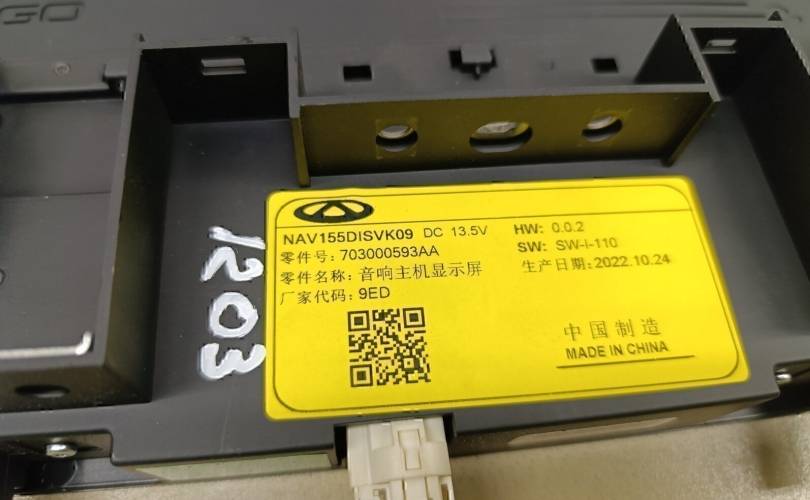 GO
NAV155DISVK09 DC 13.5V
零件号: 703000593AA
零件名称: 音响主机显示屏
厂家代码: 9ED
HW: 0.0.2
SW: SW-i-110
生产日期: 2022.10.24
中国制造
MADE IN CHINA
1203